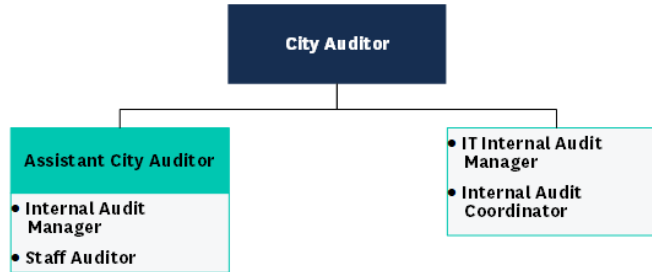 City Auditor
Assistant City Auditor
• Internal Audit
Manager
• Staff Auditor
• IT Internal Audit
Manager
• Internal Audit
Coordinator